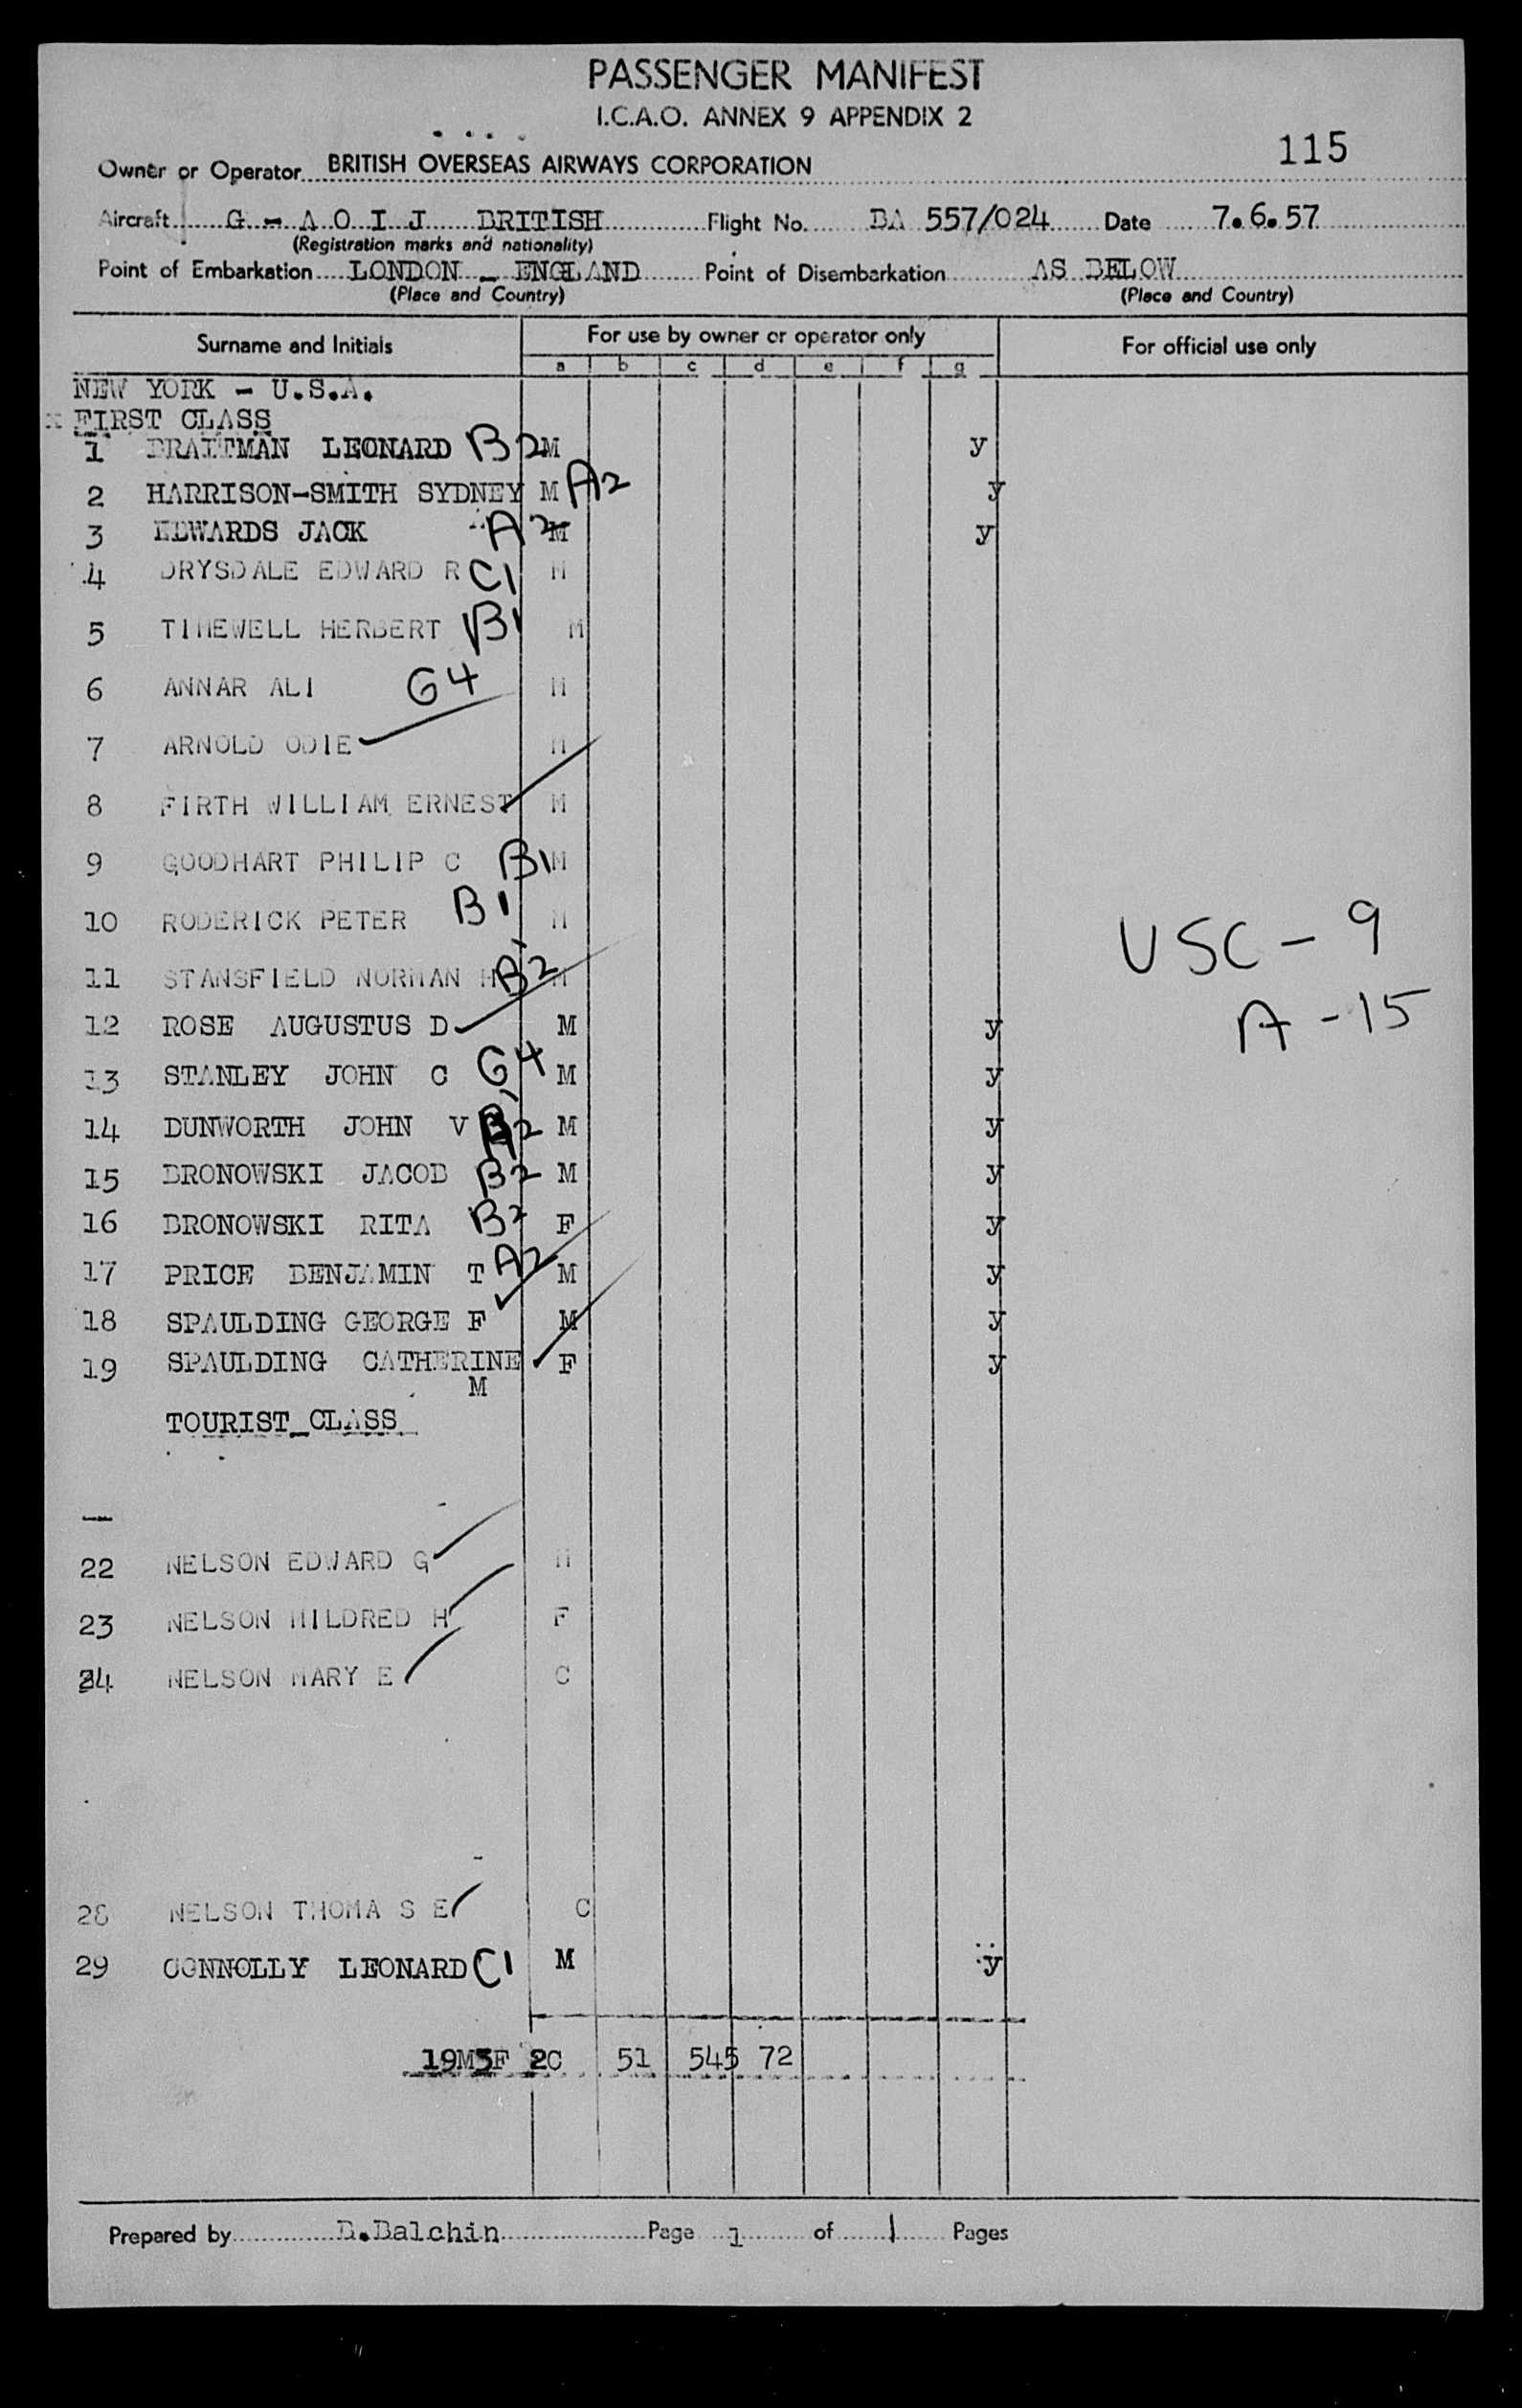 PASSENGER MANIFEST
I.C.A.O. ANNEX 9 APPENDIX 2
115
Owner or Operator BRITISH OVERSEAS AIRWAYS CORPORATION
Aircraft G - A O I J BRITISH Flight No. BA 557/024 Date 7.6.57
(Registration marks and nationality)
Point of Embarkation LONDON - ENGLAND Point of Disembarkation AS BELOW
(Place and Country) (Place and Country)
Surname and Initials For use by owner or operator only For official use only
a b c d e f g
NEW YORK - U.S.A.
FIRST CLASS
1 BRAITMAN LEONARD B2 M y
2 HARRISON-SMITH SYDNEY M A2 y
3 EDWARDS JACK A2 M y
4 DRYSDALE EDWARD R C1 M
5 TIMEWELL HERBERT B1 M
6 ANNAR ALI G4 M
7 ARNOLD ODIE M
8 FIRTH WILLIAM ERNEST M
9 GOODHART PHILIP C B1 M
10 RODERICK PETER B1 M
USC - 9
11 STANSFIELD NORMAN H B2 M
A - 15
12 ROSE AUGUSTUS D M y
13 STANLEY JOHN C G4 M y
14 DUNWORTH JOHN V A2 M y
15 BRONOWSKI JACOB B2 M y
16 BRONOWSKI RITA B2 F y
17 PRICE BENJAMIN T A2 M y
18 SPAULDING GEORGE F M y
19 SPAULDING CATHERINE F y
M
TOURIST_CLASS
22 NELSON EDWARD G M
23 NELSON MILDRED H F
24 NELSON MARY E C
28 NELSON THOMA S E C
29 CONNOLLY LEONARD C1 M y
19M3F 2C 51 545 72
Prepared by B.Balchin Page 1 of 1 Pages